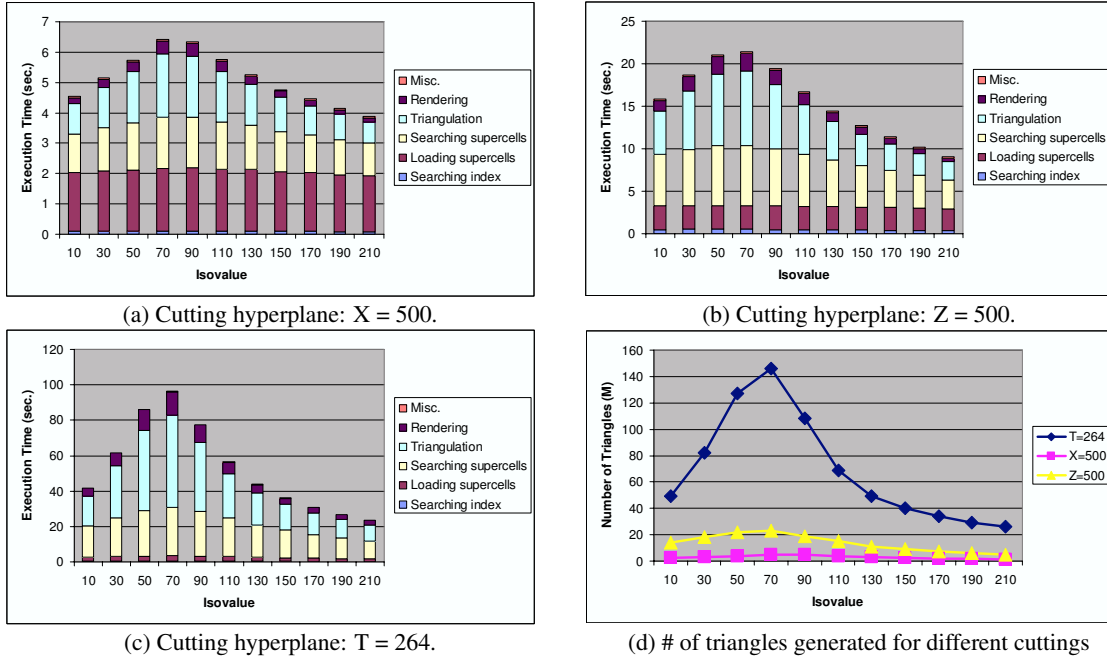 7
6
5
4
3
2
1
0
Execution Time (sec.)
10 30 50 70 90 110 130 150 170 190 210
Isovalue
Misc.
Rendering
Triangulation
Searching supercells
Loading supercells
Searching index
(a) Cutting hyperplane: X = 500.
25
20
15
10
5
0
Execution Time (sec.)
10 30 50 70 90 110 130 150 170 190 210
Isovalue
Misc.
Rendering
Triangulation
Searching supercells
Loading supercells
Searching index
(b) Cutting hyperplane: Z = 500.
120
100
80
60
40
20
0
Execution Time (sec.)
10 30 50 70 90 110 130 150 170 190 210
Isovalue
Misc.
Rendering
Triangulation
Searching supercells
Loading supercells
Searching index
(c) Cutting hyperplane: T = 264.
160
140
120
100
80
60
40
20
0
Number of Triangles (M)
10 30 50 70 90 110 130 150 170 190 210
Isovalue
T=264
X=500
Z=500
(d) # of triangles generated for different cuttings